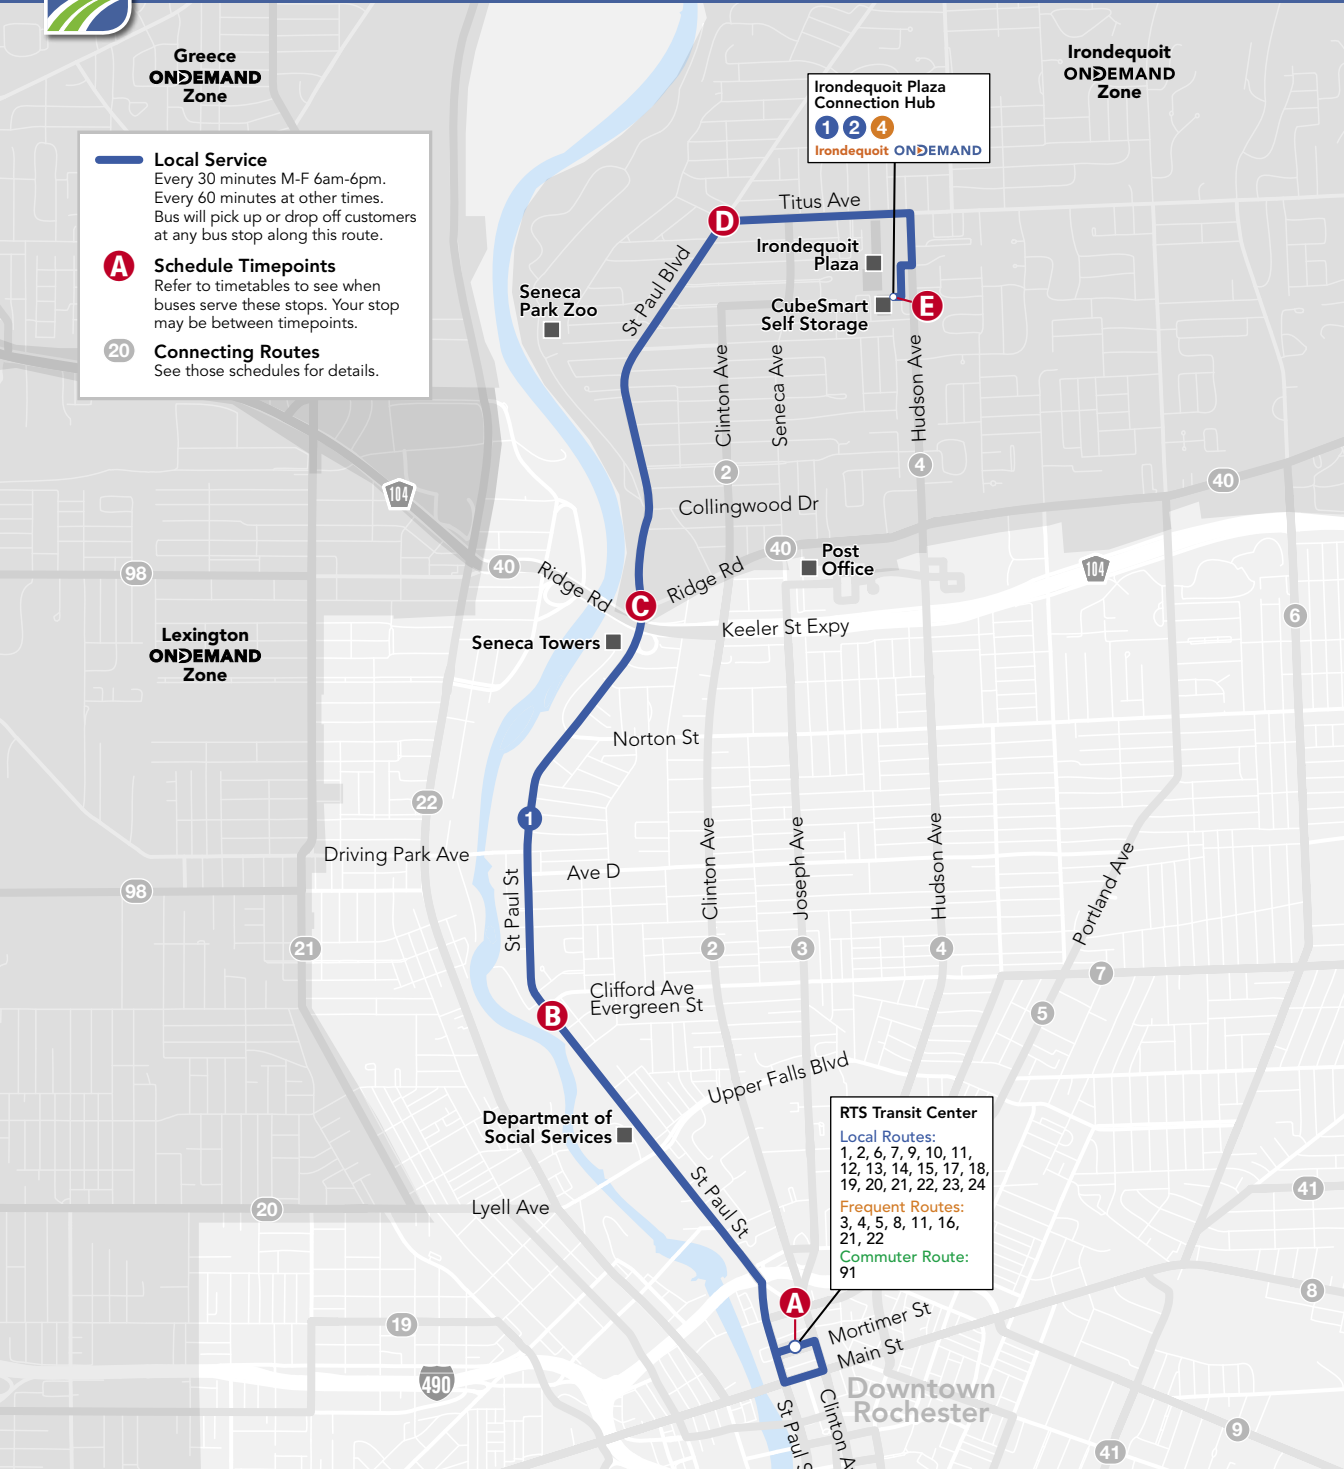 Greece
ONDEMAND
Zone
Irondequoit
ONDEMAND
Zone
Irondequoit Plaza
Connection Hub
1 2 4
Irondequoit ONDEMAND
Local Service
Every 30 minutes M-F 6am-6pm.
Every 60 minutes at other times.
Bus will pick up or drop off customers
at any bus stop along this route.
A Schedule Timepoints
Refer to timetables to see when
buses serve these stops. Your stop
may be between timepoints.
20 Connecting Routes
See those schedules for details.
D
Titus Ave
Irondequoit
Plaza
St Paul Blvd
Seneca
Park Zoo
CubeSmart
Self Storage
E
Clinton Ave
Seneca Ave
Hudson Ave
2
4
40
104
Collingwood Dr
40
Post
Office
104
98
40
Ridge Rd
C
Ridge Rd
6
Keeler St Expy
Seneca Towers
Lexington
ONDEMAND
Zone
Norton St
22
1
Driving Park Ave
Ave D
St Paul St
Clinton Ave
Joseph Ave
Hudson Ave
Portland Ave
98
21
2
3
4
7
Clifford Ave
Evergreen St
B
5
Upper Falls Blvd
Department of
Social Services
RTS Transit Center
Local Routes:
1, 2, 6, 7, 9, 10, 11,
12, 13, 14, 15, 17, 18,
19, 20, 21, 22, 23, 24
Frequent Routes:
3, 4, 5, 8, 11, 16,
21, 22
Commuter Route:
91
St Paul St
20
Lyell Ave
41
8
A
19
Mortimer St
Main St
490
Downtown
Rochester
St Paul S
Clinton A
9
41